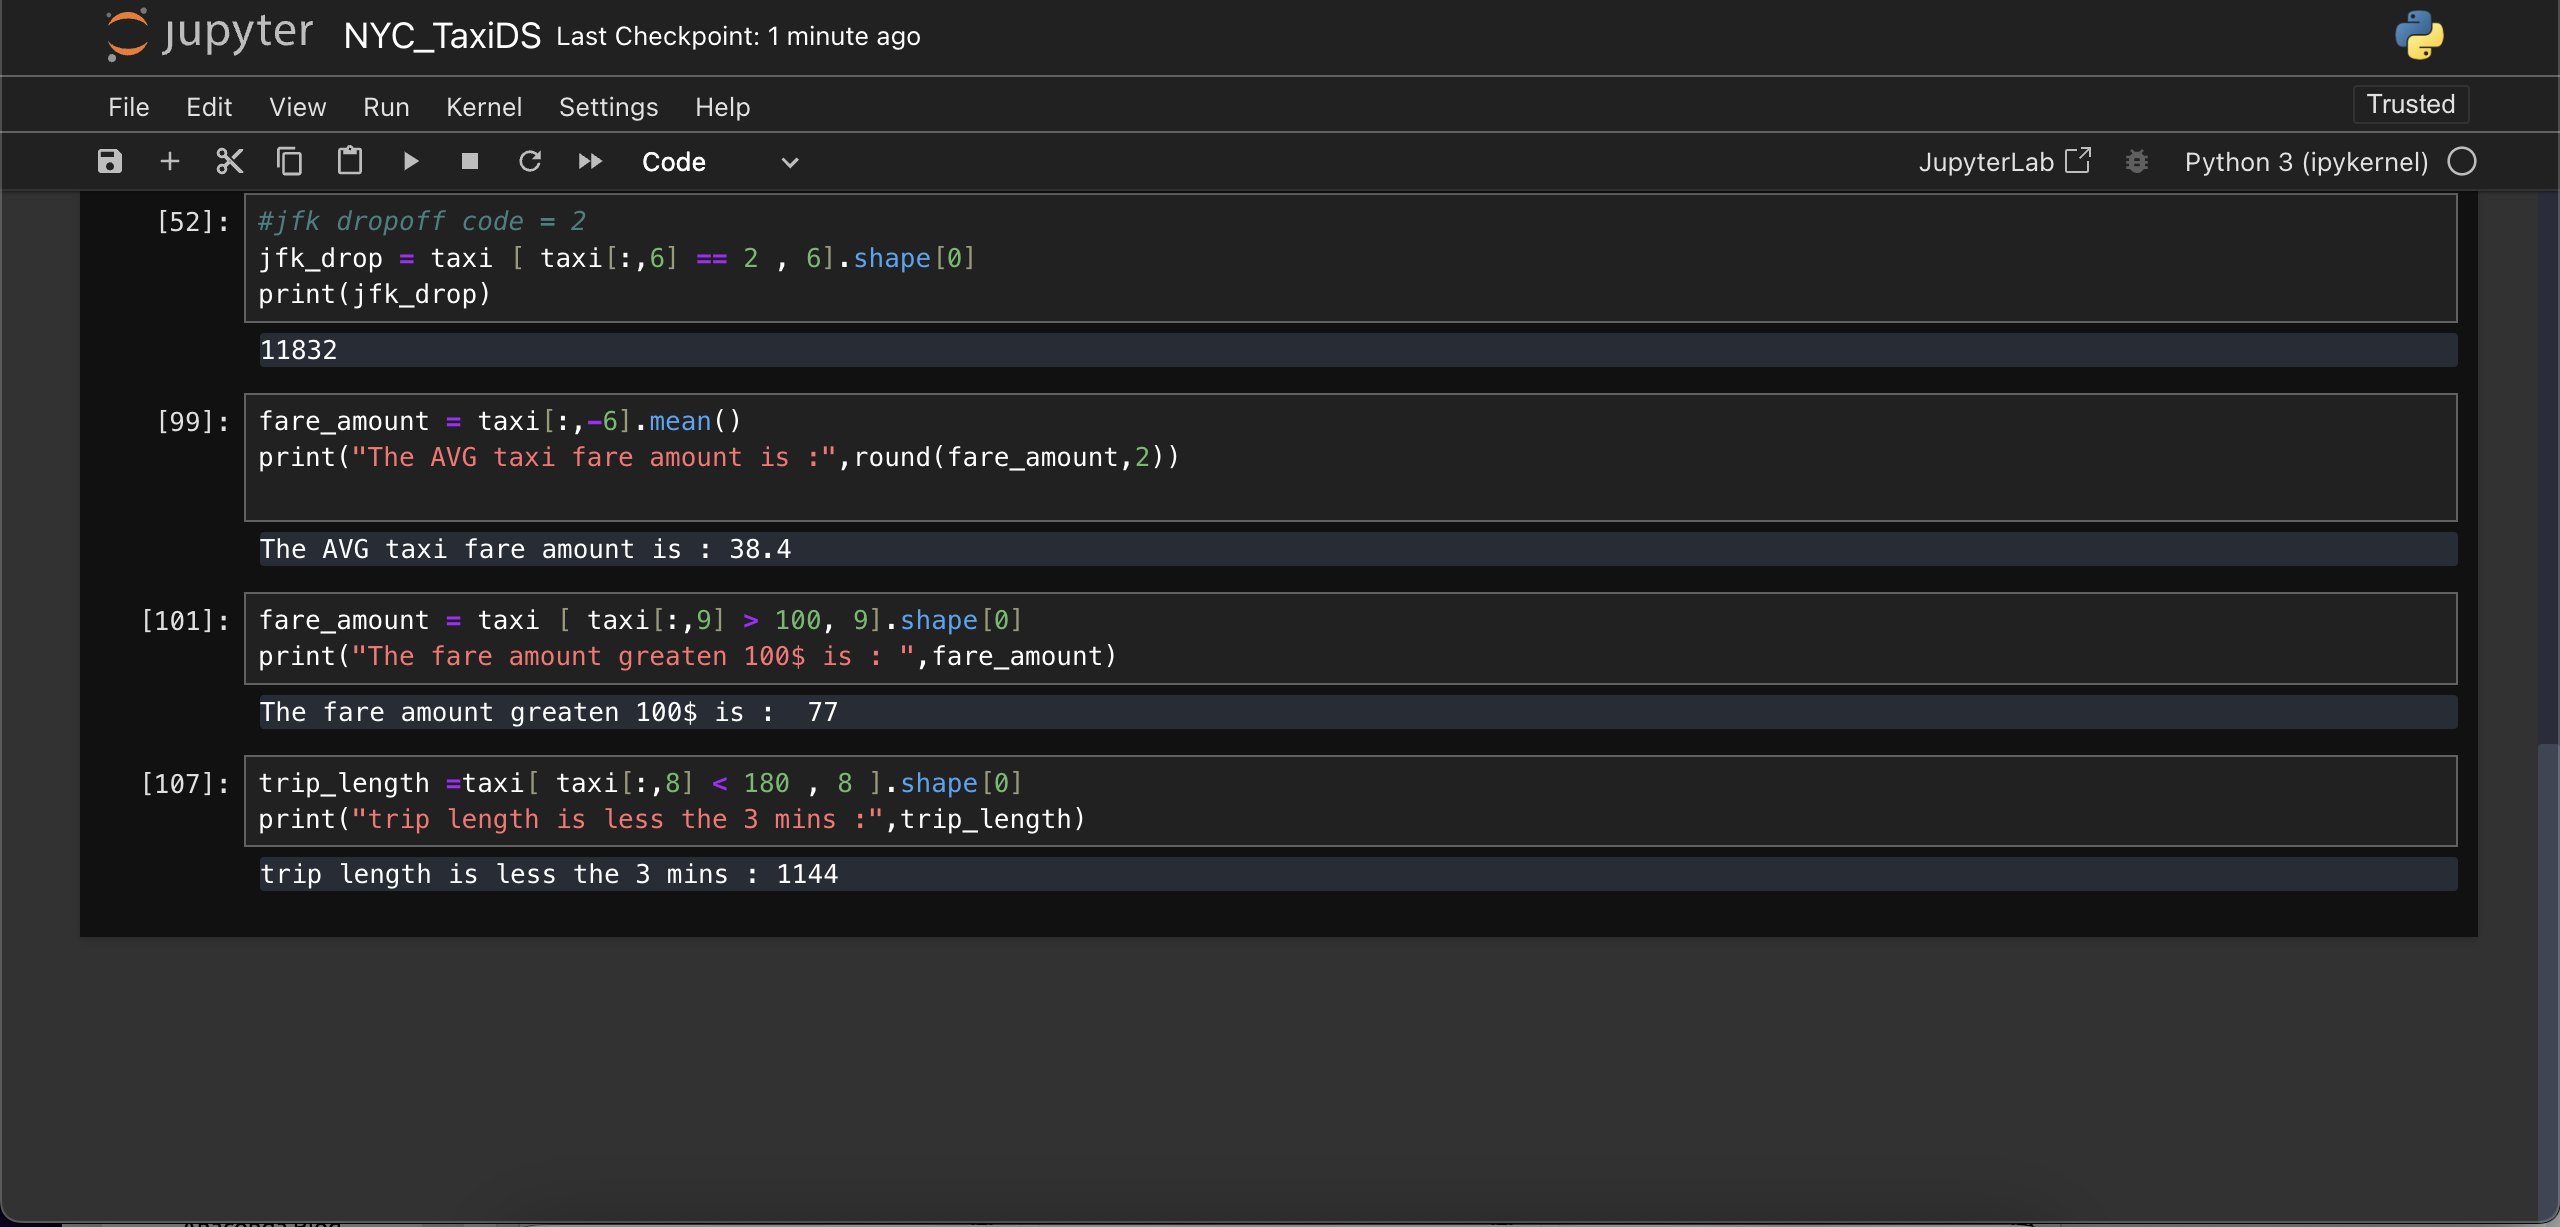 jupyter NYC_TaxiDS Last Checkpoint: 1 minute ago
File Edit View Run Kernel Settings Help Trusted
Code JupyterLab Python 3 (ipykernel)
[52]: #jfk dropoff code = 2
jfk_drop = taxi [ taxi[:,6] == 2 , 6].shape[0]
print(jfk_drop)
11832
[99]: fare_amount = taxi[:,-6].mean()
print("The AVG taxi fare amount is :",round(fare_amount,2))
The AVG taxi fare amount is : 38.4
[101]: fare_amount = taxi [ taxi[:,9] > 100, 9].shape[0]
print("The fare amount greaten 100$ is : ",fare_amount)
The fare amount greaten 100$ is :  77
[107]: trip_length =taxi[ taxi[:,8] < 180 , 8 ].shape[0]
print("trip length is less the 3 mins :",trip_length)
trip length is less the 3 mins : 1144